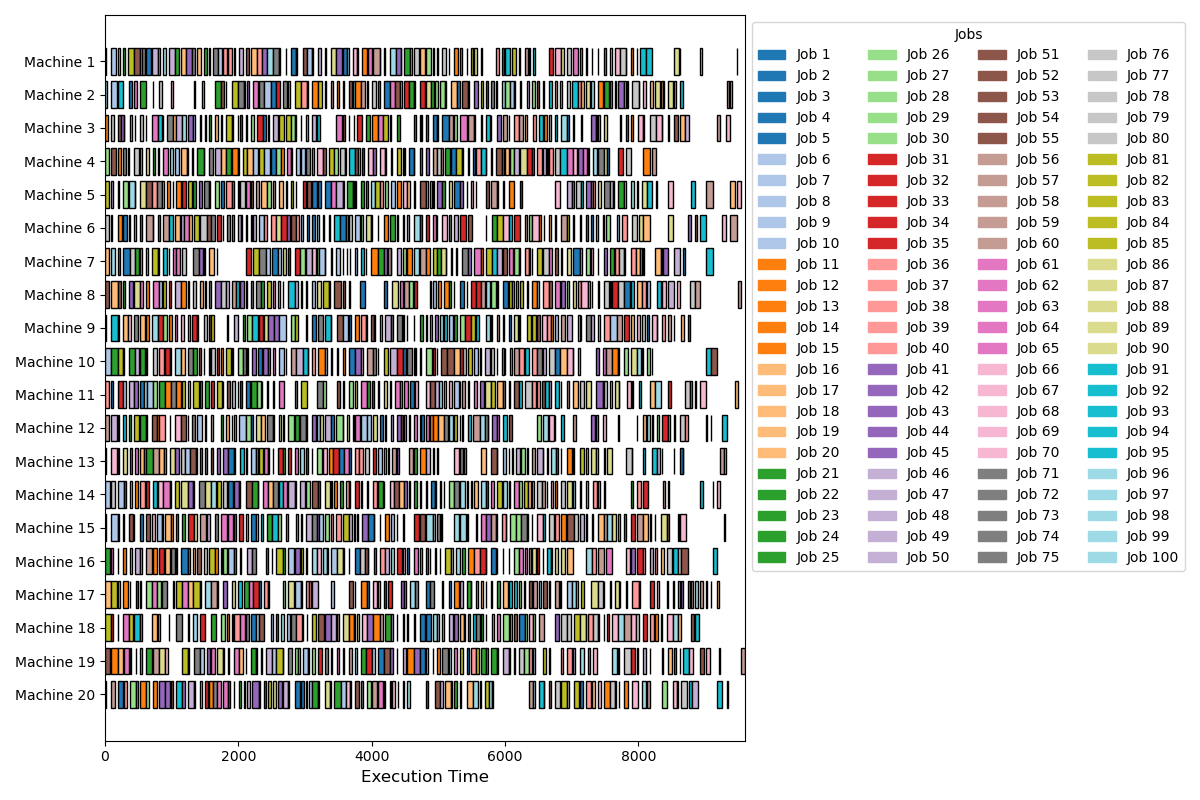 Machine 1
Machine 2
Machine 3
Machine 4
Machine 5
Machine 6
Machine 7
Machine 8
Machine 9
Machine 10
Machine 11
Machine 12
Machine 13
Machine 14
Machine 15
Machine 16
Machine 17
Machine 18
Machine 19
Machine 20
0 2000 4000 6000 8000
Execution Time
Jobs
Job 1 Job 26 Job 51 Job 76
Job 2 Job 27 Job 52 Job 77
Job 3 Job 28 Job 53 Job 78
Job 4 Job 29 Job 54 Job 79
Job 5 Job 30 Job 55 Job 80
Job 6 Job 31 Job 56 Job 81
Job 7 Job 32 Job 57 Job 82
Job 8 Job 33 Job 58 Job 83
Job 9 Job 34 Job 59 Job 84
Job 10 Job 35 Job 60 Job 85
Job 11 Job 36 Job 61 Job 86
Job 12 Job 37 Job 62 Job 87
Job 13 Job 38 Job 63 Job 88
Job 14 Job 39 Job 64 Job 89
Job 15 Job 40 Job 65 Job 90
Job 16 Job 41 Job 66 Job 91
Job 17 Job 42 Job 67 Job 92
Job 18 Job 43 Job 68 Job 93
Job 19 Job 44 Job 69 Job 94
Job 20 Job 45 Job 70 Job 95
Job 21 Job 46 Job 71 Job 96
Job 22 Job 47 Job 72 Job 97
Job 23 Job 48 Job 73 Job 98
Job 24 Job 49 Job 74 Job 99
Job 25 Job 50 Job 75 Job 100